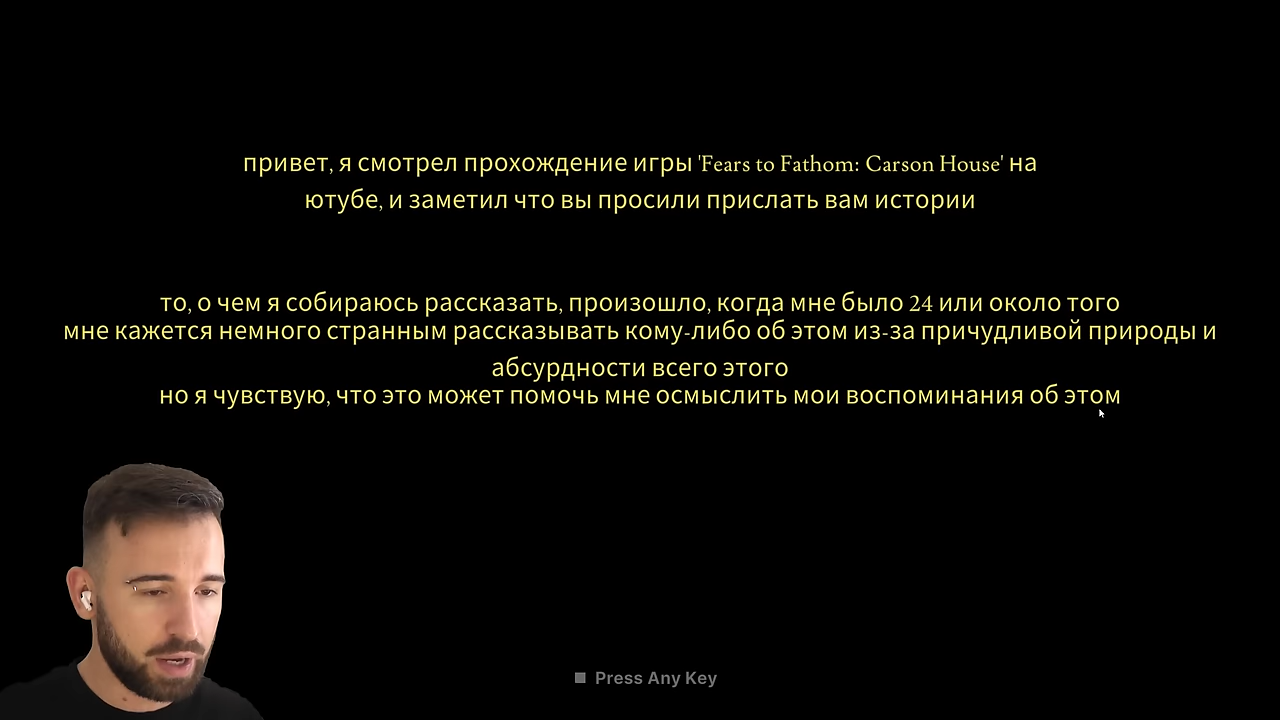 привет, я смотрел прохождение игры 'Fears to Fathom: Carson House' на
ютубе, и заметил что вы просили прислать вам истории
то, о чем я собираюсь рассказать, произошло, когда мне было 24 или около того
мне кажется немного странным рассказывать кому-либо об этом из-за причудливой природы и
абсурдности всего этого
но я чувствую, что это может помочь мне осмыслить мои воспоминания об этом
Press Any Key